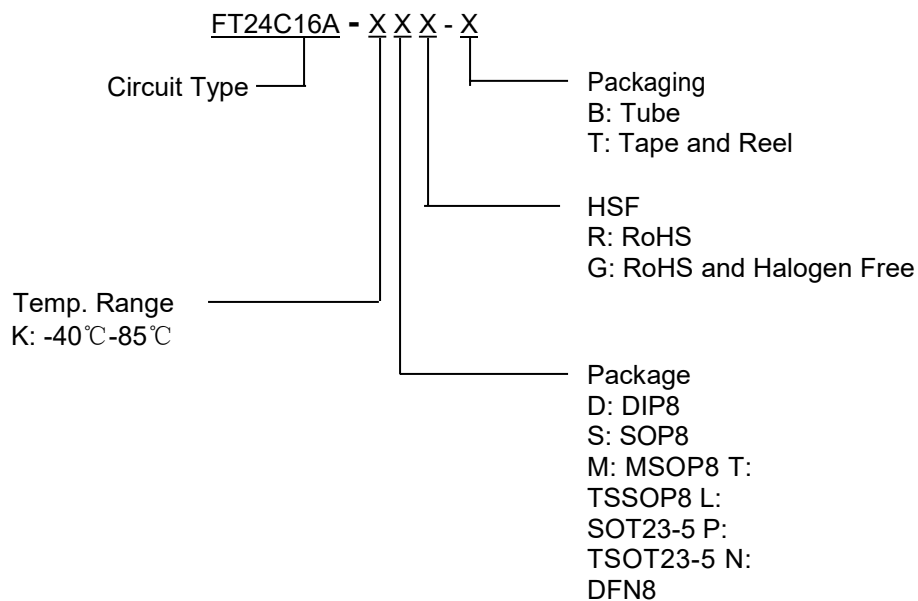 FT24C16A - X X X - X
Circuit Type
Packaging
B: Tube
T: Tape and Reel
HSF
R: RoHS
G: RoHS and Halogen Free
Temp. Range
K: -40℃-85℃
Package
D: DIP8
S: SOP8
M: MSOP8 T:
TSSOP8 L:
SOT23-5 P:
TSOT23-5 N:
DFN8